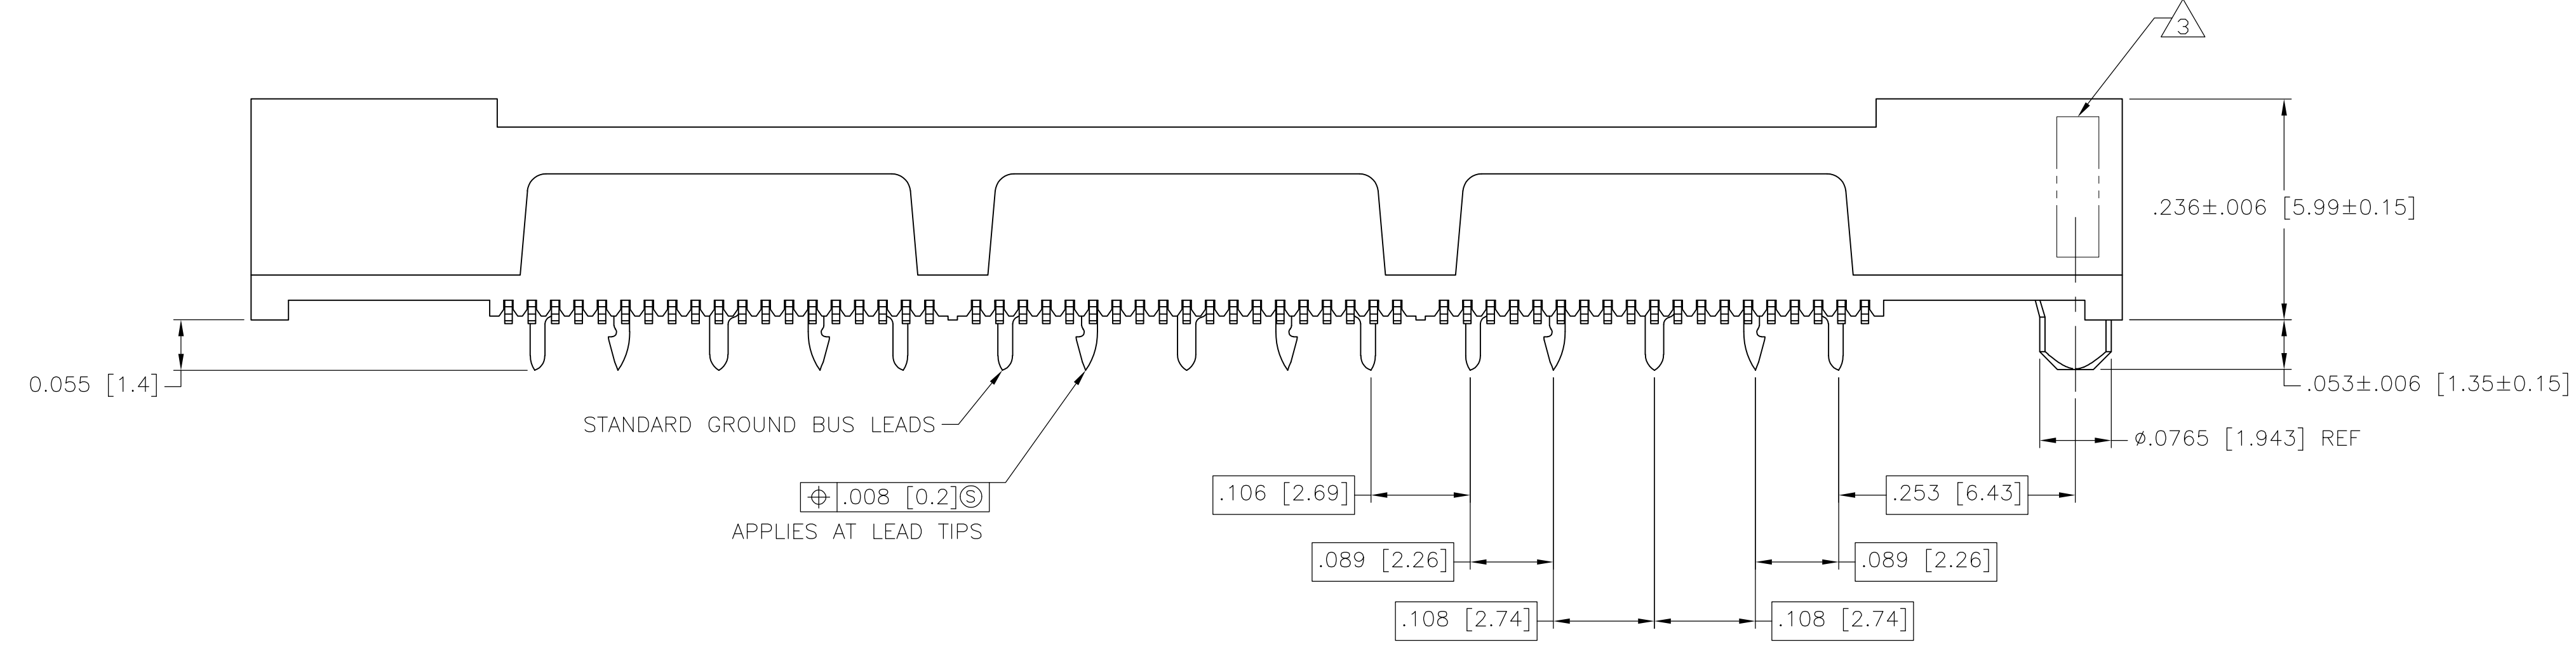 3
.236±.006 [5.99±0.15]
0.055 [1.4]
.053±.006 [1.35±0.15]
STANDARD GROUND BUS LEADS
⌀.0765 [1.943] REF
⌖ .008 [0.2]Ⓢ
APPLIES AT LEAD TIPS
.106 [2.69]
.253 [6.43]
.089 [2.26]
.089 [2.26]
.108 [2.74]
.108 [2.74]